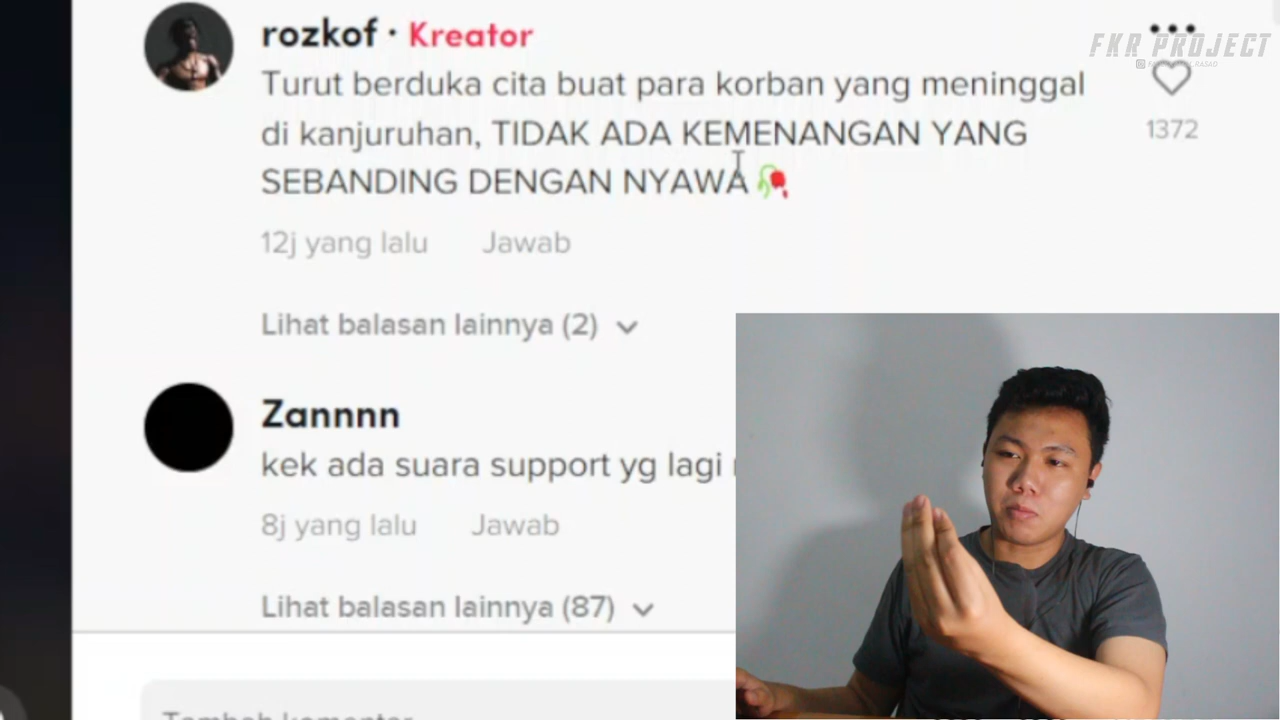 rozkof · Kreator
Turut berduka cita buat para korban yang meninggal
di kanjuruhan, TIDAK ADA KEMENANGAN YANG
SEBANDING DENGAN NYAWA🥀
12j yang lalu Jawab
Lihat balasan lainnya (2)
Zannnn
kek ada suara support yg lagi
8j yang lalu Jawab
Lihat balasan lainnya (87)
FKR PROJECT
1372